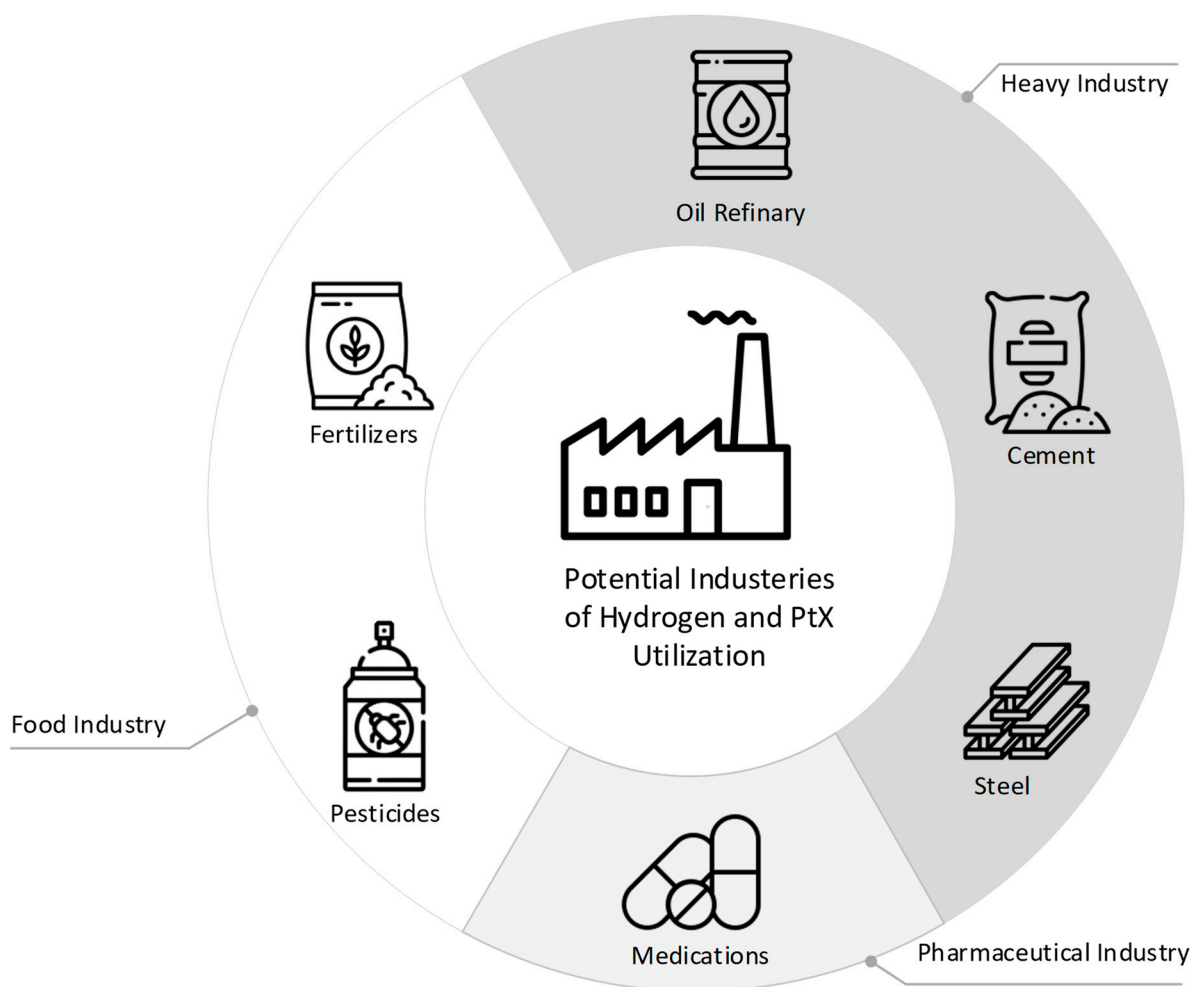 Heavy Industry
Oil Refinary
Cement
Fertilizers
Potential Industeries
of Hydrogen and PtX
Utilization
Food Industry
Pesticides
Steel
Medications
Pharmaceutical Industry